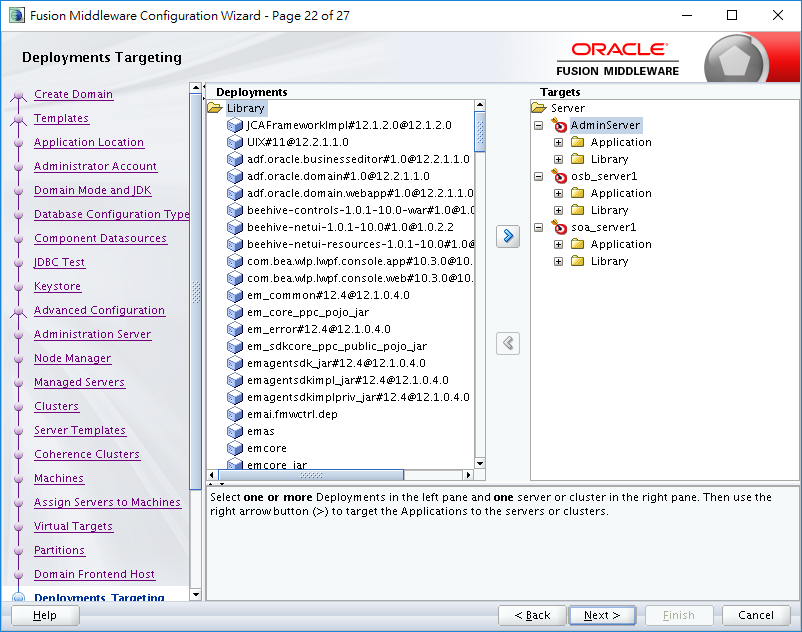 Fusion Middleware Configuration Wizard - Page 22 of 27
Deployments Targeting
ORACLE
FUSION MIDDLEWARE
Create Domain
Templates
Application Location
Administrator Account
Domain Mode and JDK
Database Configuration Type
Component Datasources
JDBC Test
Keystore
Advanced Configuration
Administration Server
Node Manager
Managed Servers
Clusters
Server Templates
Coherence Clusters
Machines
Assign Servers to Machines
Virtual Targets
Partitions
Domain Frontend Host
Deployments Targeting
Deployments
Library
JCAFrameworkImpl#12.1.2.0@12.1.2.0
UIX#11@12.2.1.1.0
adf.oracle.businesseditor#1.0@12.2.1.1.0
adf.oracle.domain#1.0@12.2.1.1.0
adf.oracle.domain.webapp#1.0@12.2.1.1.0
beehive-controls-1.0.1-10.0-war#1.0@1.0
beehive-netui-1.0.1-10.0#1.0@1.0.2.2
beehive-netui-resources-1.0.1-10.0#1.0@
com.bea.wlp.lwpf.console.app#10.3.0@10.
com.bea.wlp.lwpf.console.web#10.3.0@10.
em_common#12.4@12.1.0.4.0
em_core_ppc_pojo_jar
em_error#12.4@12.1.0.4.0
em_sdkcore_ppc_public_pojo_jar
emagentsdk_jar#12.4@12.1.0.4.0
emagentsdkimpl_jar#12.4@12.1.0.4.0
emagentsdkimplpriv_jar#12.4@12.1.0.4.0
emai.fmwctrl.dep
emas
emcore
emcore_jar
Targets
Server
AdminServer
Application
Library
osb_server1
Application
Library
soa_server1
Application
Library
Select one or more Deployments in the left pane and one server or cluster in the right pane. Then use the
right arrow button (>) to target the Applications to the servers or clusters.
Help
< Back
Next >
Finish
Cancel